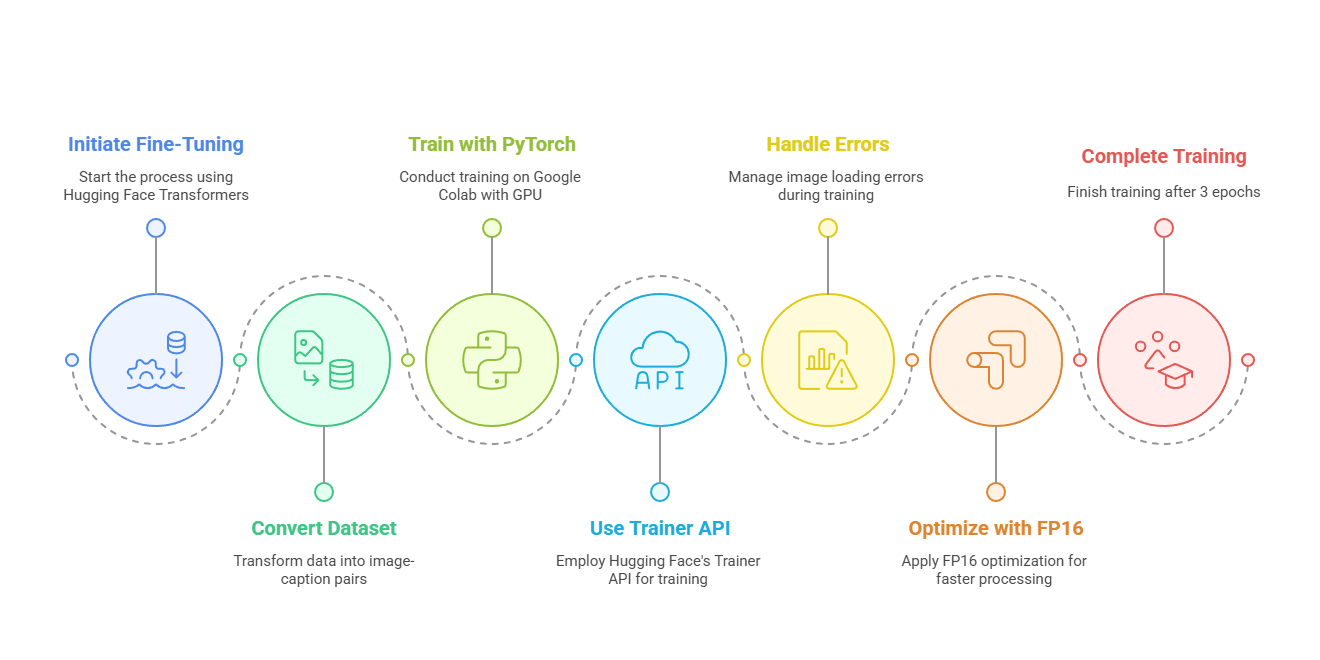 Initiate Fine-Tuning
Start the process using
Hugging Face Transformers
Convert Dataset
Transform data into image-
caption pairs
Train with PyTorch
Conduct training on Google
Colab with GPU
API
Use Trainer API
Employ Hugging Face's Trainer
API for training
Handle Errors
Manage image loading errors
during training
Optimize with FP16
Apply FP16 optimization for
faster processing
Complete Training
Finish training after 3 epochs